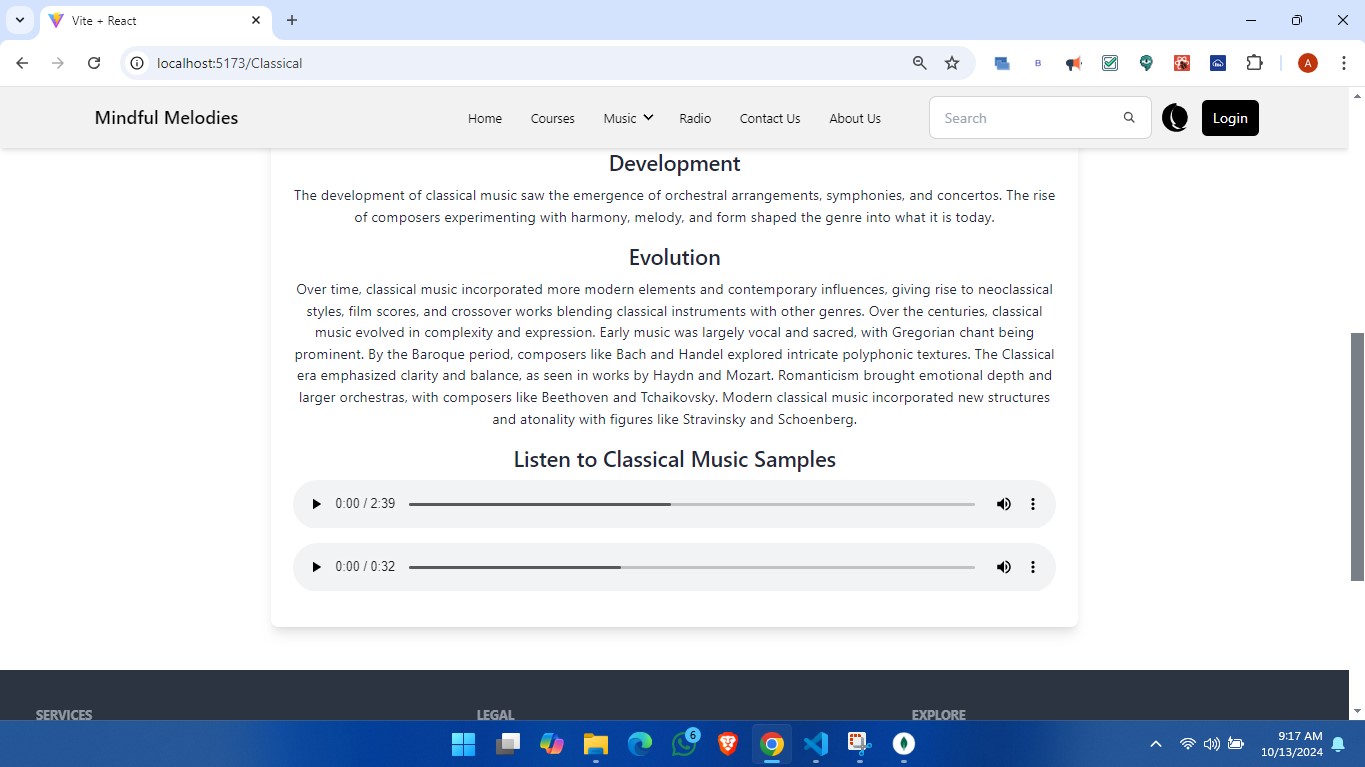 Vite + React
localhost:5173/Classical
B
A
Mindful Melodies
Home
Courses
Music
Radio
Contact Us
About Us
Search
Login
Development
The development of classical music saw the emergence of orchestral arrangements, symphonies, and concertos. The rise
of composers experimenting with harmony, melody, and form shaped the genre into what it is today.
Evolution
Over time, classical music incorporated more modern elements and contemporary influences, giving rise to neoclassical
styles, film scores, and crossover works blending classical instruments with other genres. Over the centuries, classical
music evolved in complexity and expression. Early music was largely vocal and sacred, with Gregorian chant being
prominent. By the Baroque period, composers like Bach and Handel explored intricate polyphonic textures. The Classical
era emphasized clarity and balance, as seen in works by Haydn and Mozart. Romanticism brought emotional depth and
larger orchestras, with composers like Beethoven and Tchaikovsky. Modern classical music incorporated new structures
and atonality with figures like Stravinsky and Schoenberg.
Listen to Classical Music Samples
0:00 / 2:39
0:00 / 0:32
SERVICES
LEGAL
EXPLORE
6
9:17 AM
10/13/2024